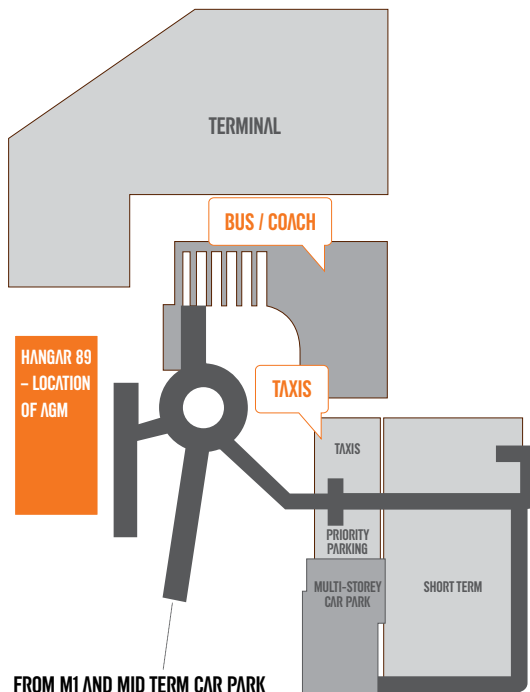 TERMINAL
BUS / COACH
HANGAR 89
– LOCATION
OF AGM
TAXIS
TAXIS
PRIORITY
PARKING
MULTI-STOREY
CAR PARK
SHORT TERM
FROM M1 AND MID TERM CAR PARK